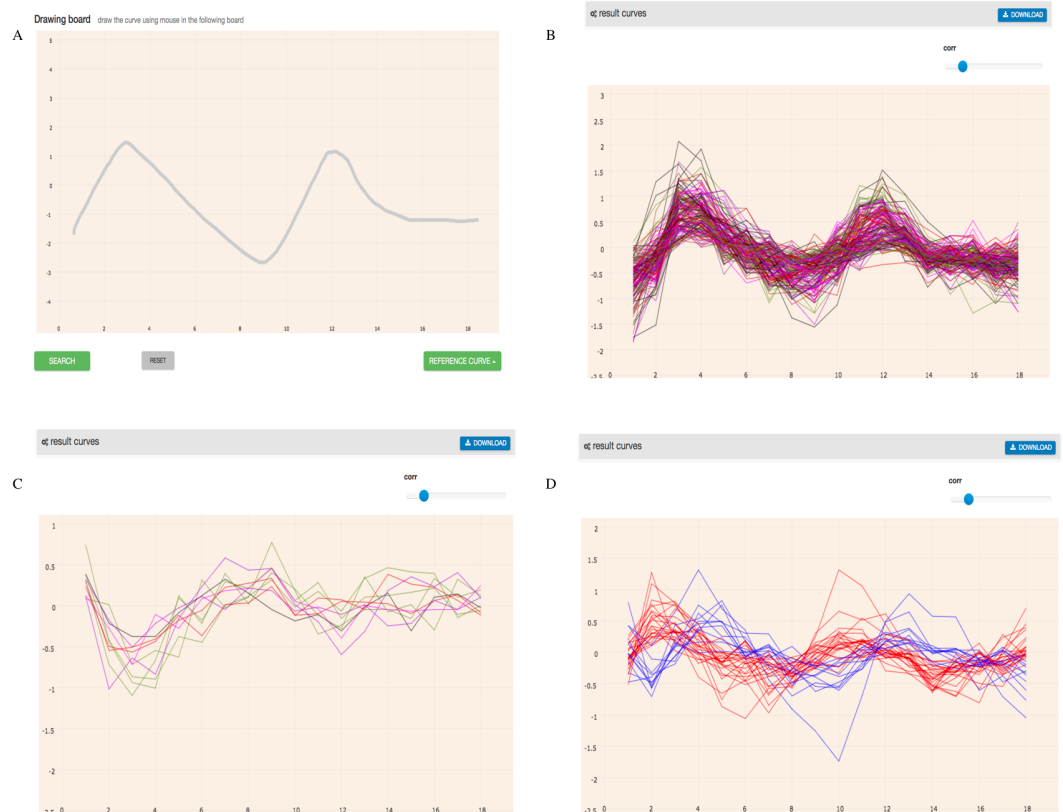 Drawing board draw the curve using mouse in the following board
A
5
4
3
2
1
0
-1
-2
-3
-4
0 2 4 6 8 10 12 14 16 18
SEARCH RESET REFERENCE CURVE
B
result curves DOWNLOAD
corr
3
2.5
2
1.5
1
0.5
0
-0.5
-1
-1.5
-2
-2.5 0 2 4 6 8 10 12 14 16 18
C
result curves DOWNLOAD
corr
1
0.5
0
-0.5
-1
-1.5
-2
-2.5 0 2 4 6 8 10 12 14 16 18
D
result curves DOWNLOAD
corr
2
1.5
1
0.5
0
-0.5
-1
-1.5
-2
-2.5 0 2 4 6 8 10 12 14 16 18